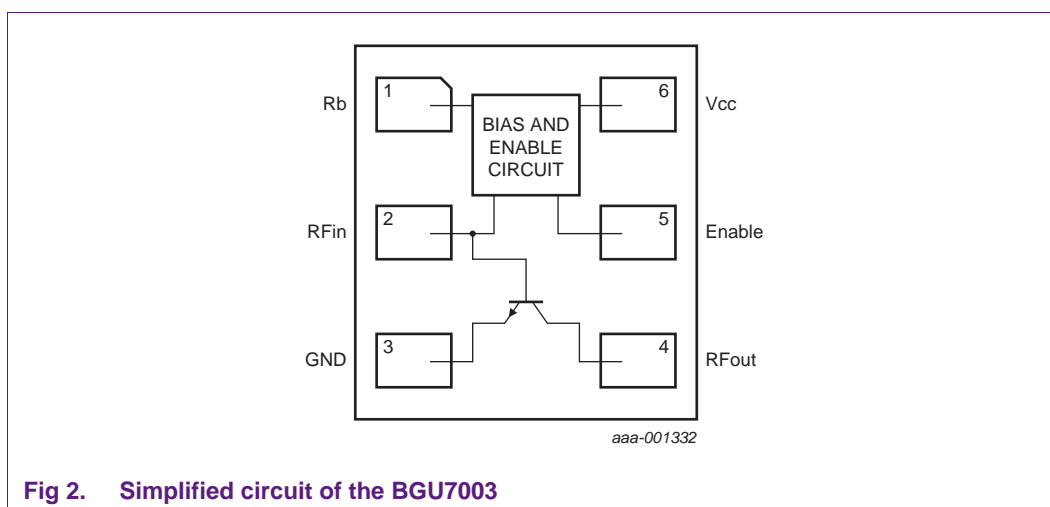 1
6
Rb
Vcc
BIAS AND
ENABLE
CIRCUIT
2
5
RFin
Enable
3
4
GND
RFout
aaa-001332
Fig 2. Simplified circuit of the BGU7003